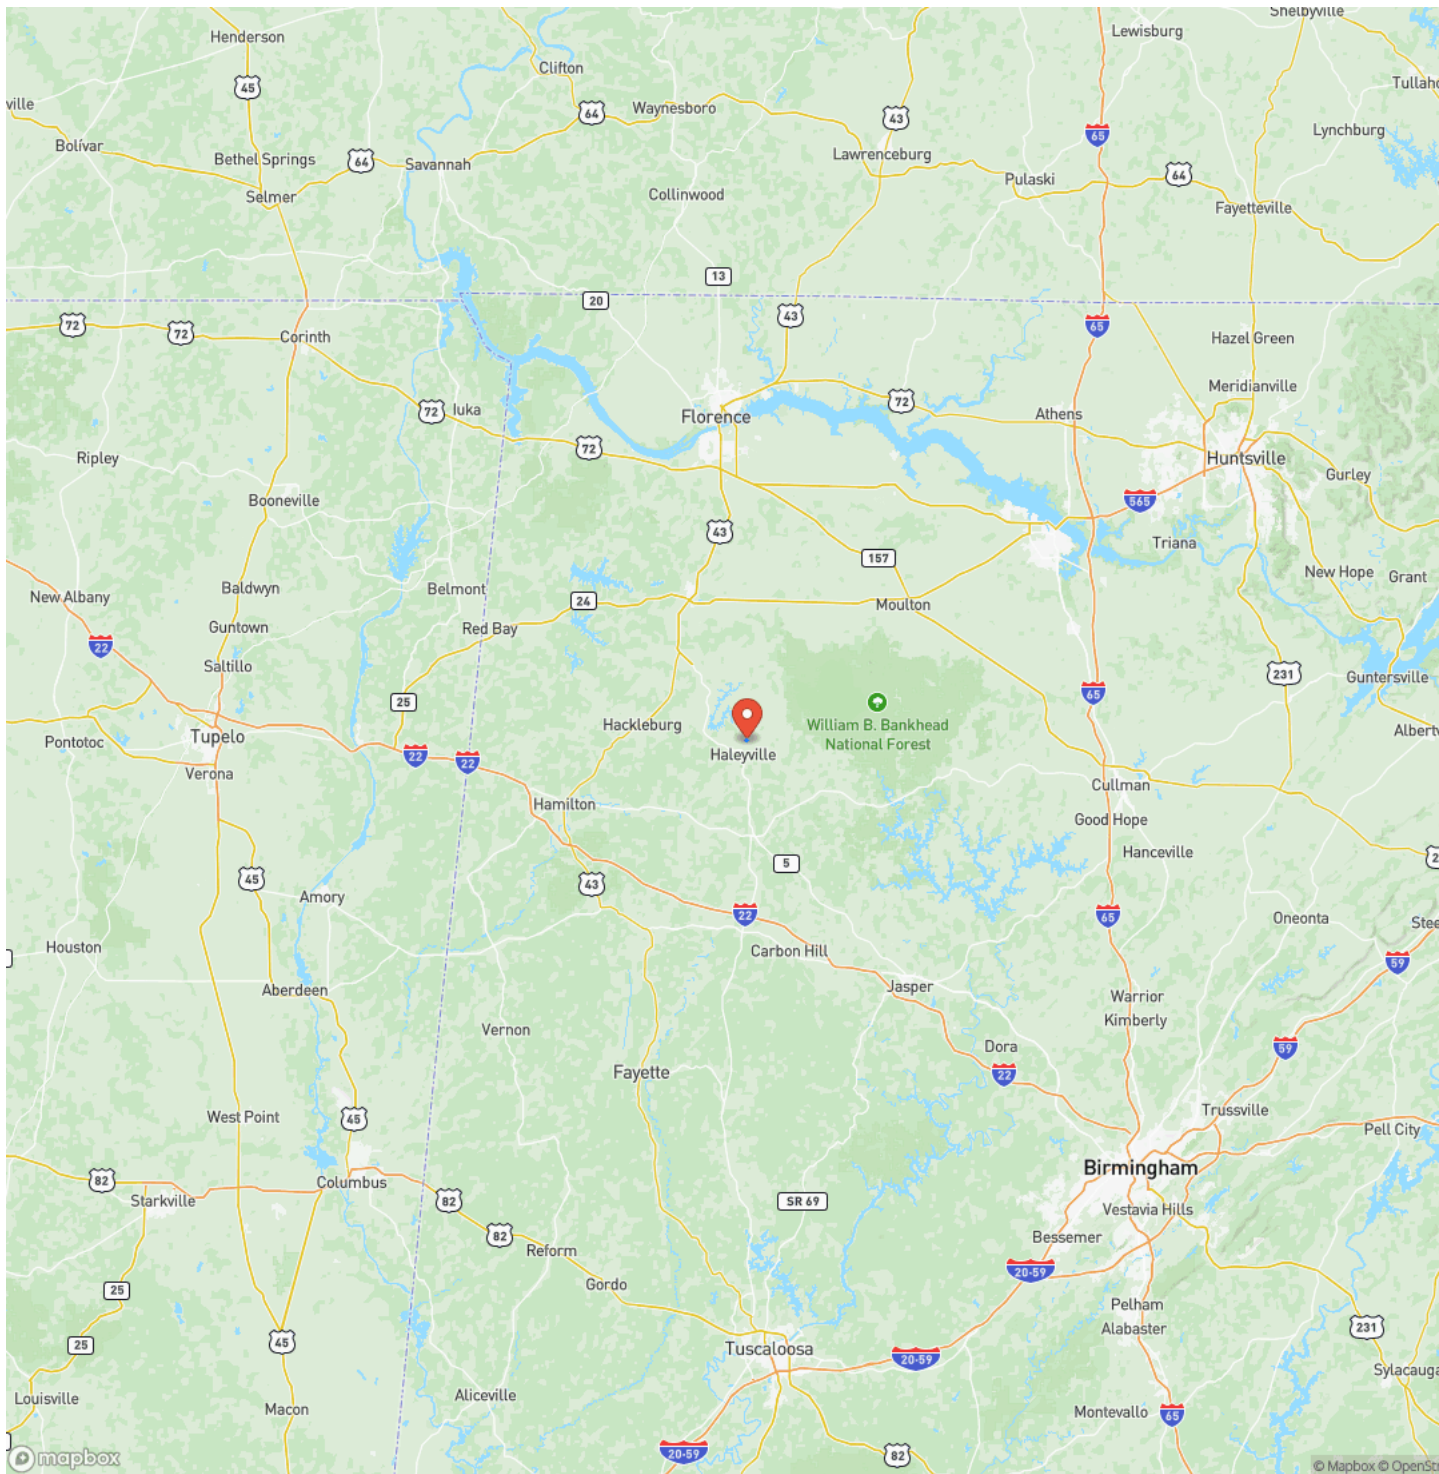 Shelbyville
Henderson
Lewisburg
Clifton
Tullaho
45
ville
Waynesboro
64
43
Lynchburg
65
Bolívar
Bethel Springs
64
Savannah
Lawrenceburg
Pulaski
64
Selmer
Collinwood
Fayetteville
13
20
43
72
72
65
Corinth
Hazel Green
Meridianville
72
Iuka
72
Florence
Athens
72
Huntsville
Ripley
Gurley
Booneville
565
43
157
Triana
New Hope
Grant
Baldwyn
Belmont
New Albany
24
Moulton
Guntown
Red Bay
22
Saltillo
231
Guntersville
25
65
William B. Bankhead
National Forest
Hackleburg
Albertv
Tupelo
Pontotoc
22
22
Haleyville
Verona
Cullman
Hamilton
Good Hope
5
Hanceville
2
45
43
Amory
22
65
Oneonta
Stee
Houston
Carbon Hill
59
Aberdeen
Jasper
Warrior
Kimberly
Vernon
Dora
59
Fayette
22
West Point
45
Trussville
Pell City
Birmingham
82
Columbus
Starkville
82
SR 69
Vestavia Hills
82
Bessemer
Reform
20-59
Gordo
25
Pelham
Alabaster
231
45
25
Tuscaloosa
20-59
Sylacauga
Louisville
Aliceville
Macon
Montevallo
65
mapbox
20-59
82
© Mapbox © OpenStr